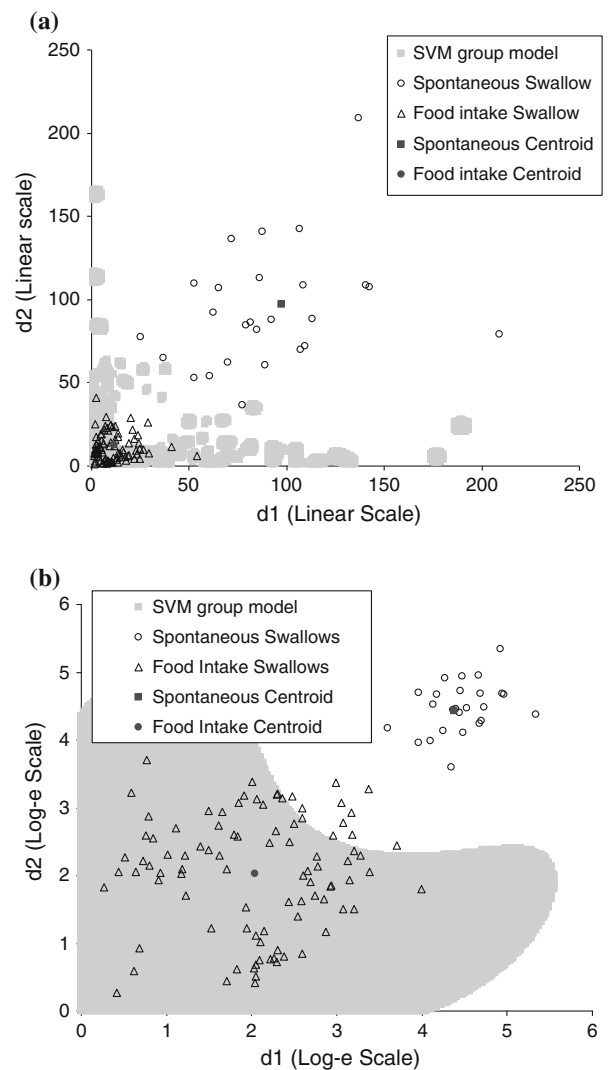 (a)
250
200
150
100
50
0
d2 (Linear scale)
SVM group model
Spontaneous Swallow
Food intake Swallow
Spontaneous Centroid
Food intake Centroid
0 50 100 150 200 250
d1 (Linear Scale)
(b)
6
5
4
3
2
1
0
d2 (Log-e Scale)
SVM group model
Spontaneous Swallows
Food Intake Swallows
Spontaneous Centroid
Food Intake Centroid
0 1 2 3 4 5 6
d1 (Log-e Scale)